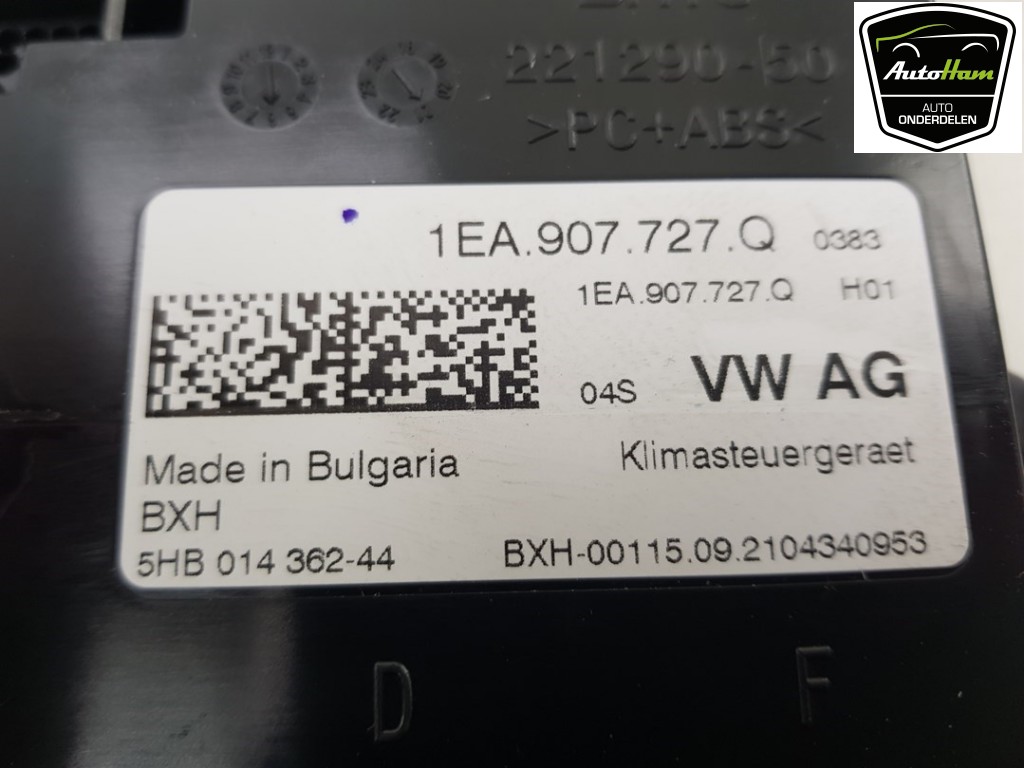 221290-50
>PC+ABS<
AutoHam
AUTO
ONDERDELEN
1EA.907.727.Q 0383
1EA.907.727.Q H01
04S VW AG
Made in Bulgaria Klimasteuergeraet
BXH
5HB 014 362-44 BXH-00115.09.2104340953
D F